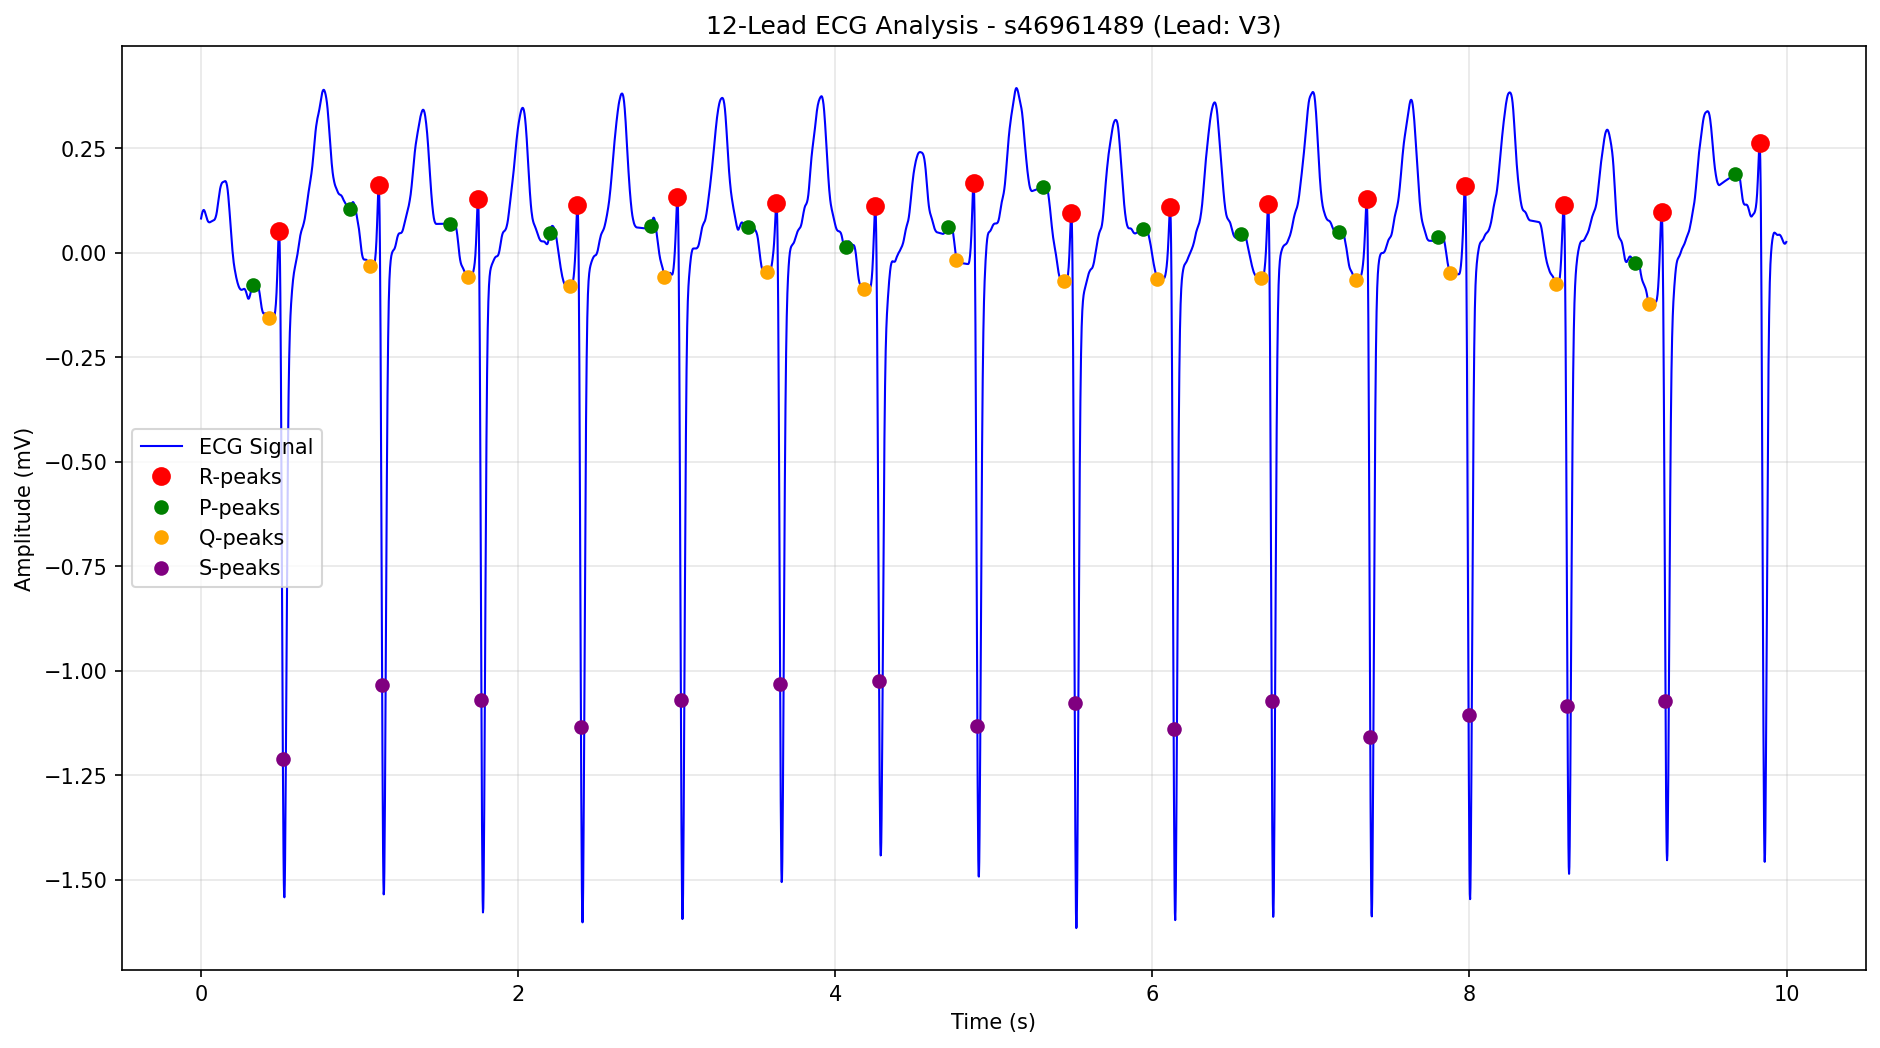 12-Lead ECG Analysis - s46961489 (Lead: V3)
Amplitude (mV)
0.25
0.00
−0.25
−0.50
−0.75
−1.00
−1.25
−1.50
ECG Signal
R-peaks
P-peaks
Q-peaks
S-peaks
0 2 4 6 8 10
Time (s)